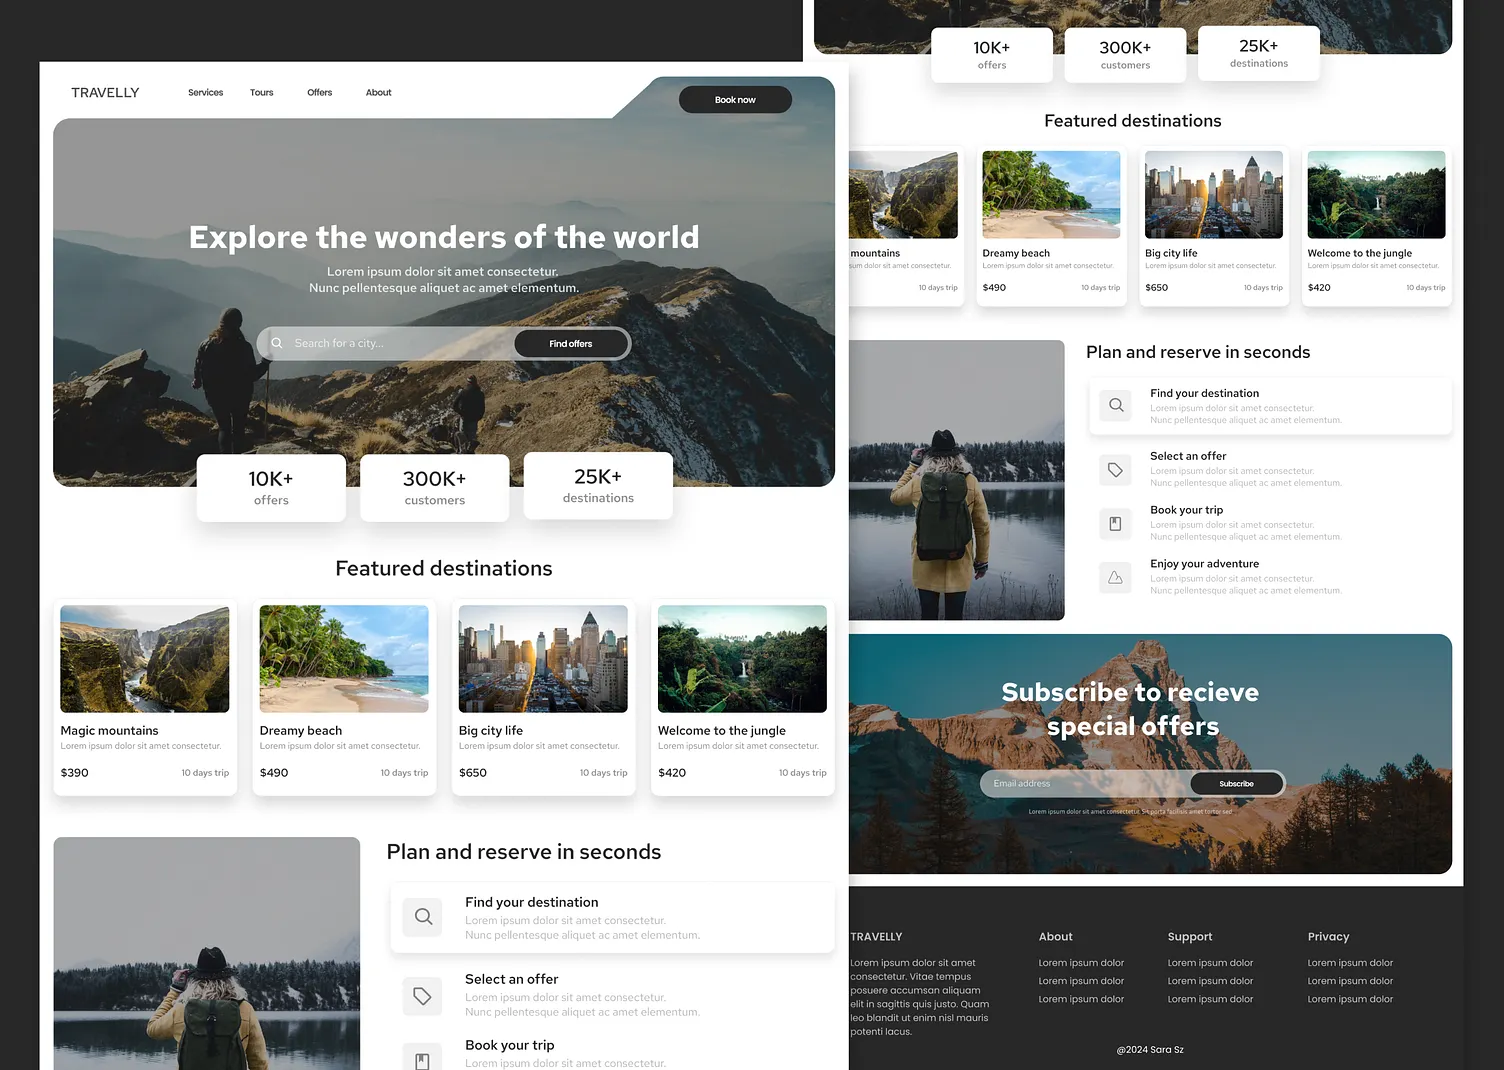 TRAVELLY
Services
Tours
Offers
About
Book now
Explore the wonders of the world
Lorem ipsum dolor sit amet consectetur.
Nunc pellentesque aliquet ac amet elementum.
Search for a city...
Find offers
10K+
offers
300K+
customers
25K+
destinations
Featured destinations
Magic mountains
Lorem ipsum dolor sit amet consectetur.
$390
10 days trip
Dreamy beach
Lorem ipsum dolor sit amet consectetur.
$490
10 days trip
Big city life
Lorem ipsum dolor sit amet consectetur.
$650
10 days trip
Welcome to the jungle
Lorem ipsum dolor sit amet consectetur.
$420
10 days trip
Plan and reserve in seconds
Find your destination
Lorem ipsum dolor sit amet consectetur.
Nunc pellentesque aliquet ac amet elementum.
Select an offer
Lorem ipsum dolor sit amet consectetur.
Nunc pellentesque aliquet ac amet elementum.
Book your trip
Lorem ipsum dolor sit amet consectetur.
10K+
offers
300K+
customers
25K+
destinations
Featured destinations
mountains
dolor sit amet consectetur.
10 days trip
Dreamy beach
Lorem ipsum dolor sit amet consectetur.
$490
10 days trip
Big city life
Lorem ipsum dolor sit amet consectetur.
$650
10 days trip
Welcome to the jungle
Lorem ipsum dolor sit amet consectetur.
$420
10 days trip
Plan and reserve in seconds
Find your destination
Lorem ipsum dolor sit amet consectetur.
Nunc pellentesque aliquet ac amet elementum.
Select an offer
Lorem ipsum dolor sit amet consectetur.
Nunc pellentesque aliquet ac amet elementum.
Book your trip
Lorem ipsum dolor sit amet consectetur.
Nunc pellentesque aliquet ac amet elementum.
Enjoy your adventure
Lorem ipsum dolor sit amet consectetur.
Nunc pellentesque aliquet ac amet elementum.
Subscribe to recieve
special offers
Email address
Subscribe
Lorem ipsum dolor sit amet consectetur. Sit porta facilisis amet tortor sed
TRAVELLY
Lorem ipsum dolor sit amet
consectetur. Vitae tempus
posuere accumsan aliquam
elit in sagittis quis justo. Quam
leo blandit ut enim nisl mauris
potenti lacus.
About
Lorem ipsum dolor
Lorem ipsum dolor
Lorem ipsum dolor
Support
Lorem ipsum dolor
Lorem ipsum dolor
Lorem ipsum dolor
Privacy
Lorem ipsum dolor
Lorem ipsum dolor
Lorem ipsum dolor
@2024 Sara Sz